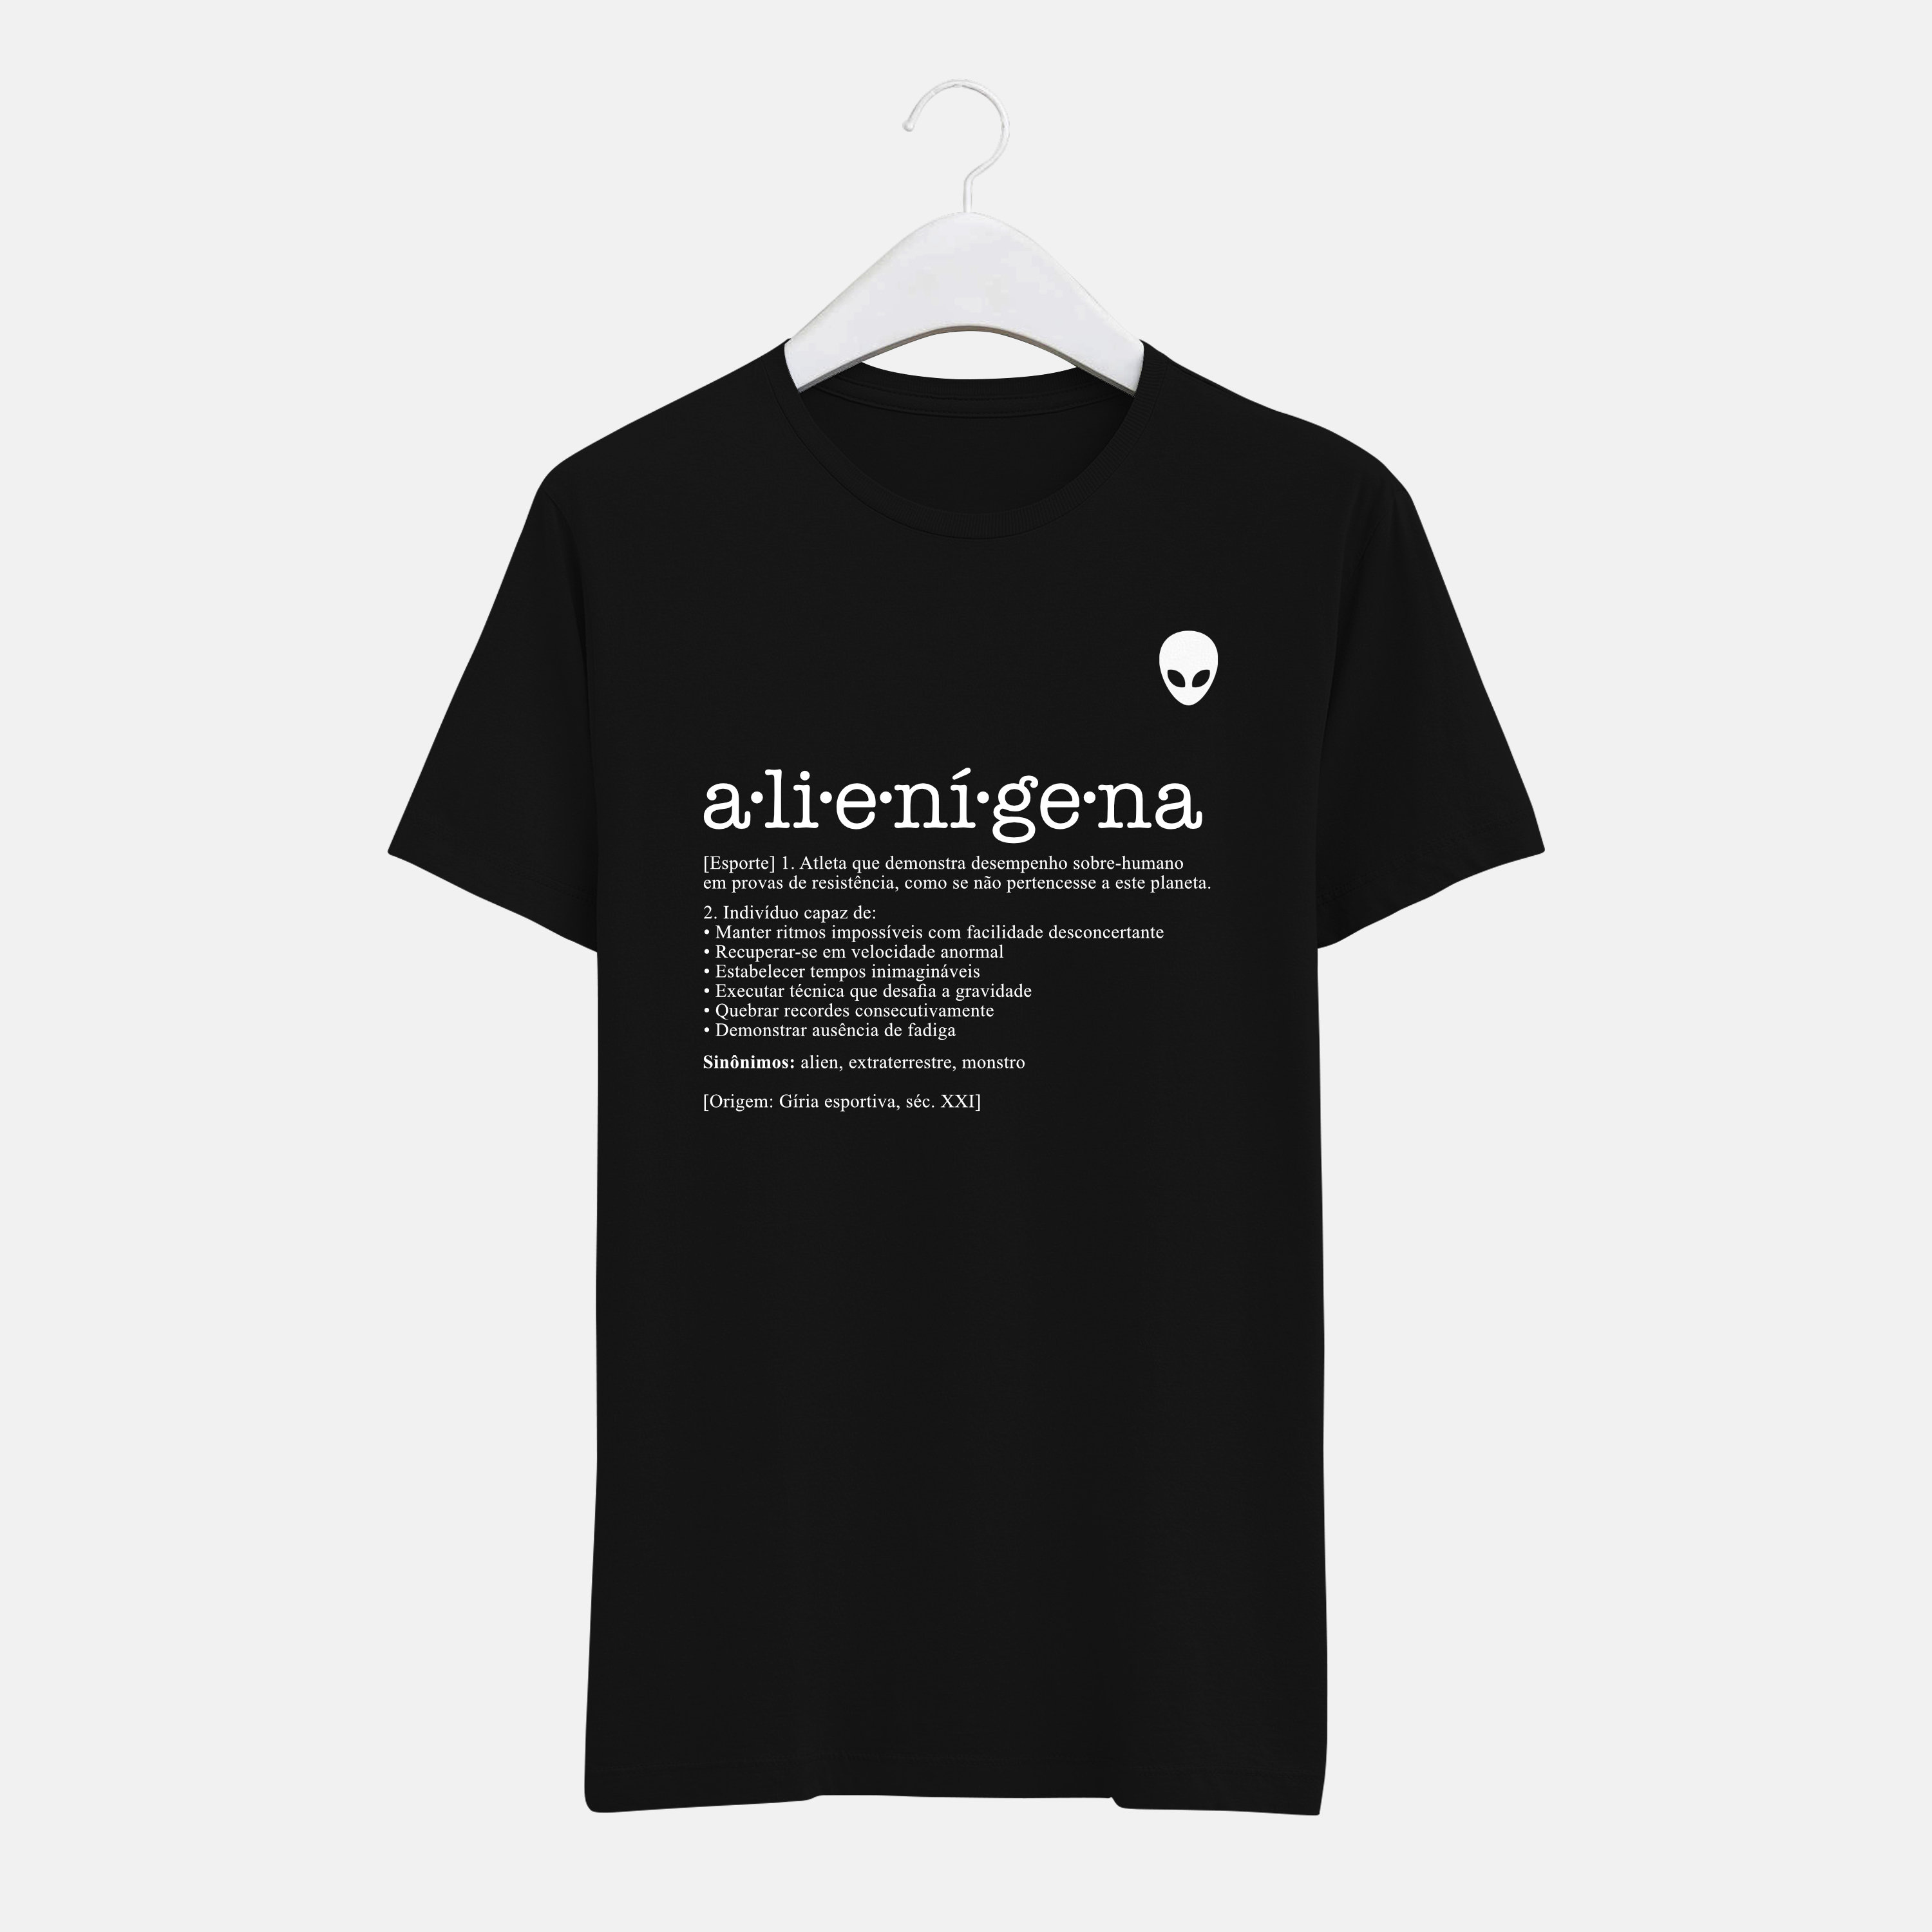 a·li·e·ní·ge·na
[Esporte] 1. Atleta que demonstra desempenho sobre-humano
em provas de resistência, como se não pertencesse a este planeta.
2. Indivíduo capaz de:
• Manter ritmos impossíveis com facilidade desconcertante
• Recuperar-se em velocidade anormal
• Estabelecer tempos inimagináveis
• Executar técnica que desafia a gravidade
• Quebrar recordes consecutivamente
• Demonstrar ausência de fadiga
Sinônimos: alien, extraterrestre, monstro
[Origem: Gíria esportiva, séc. XXI]